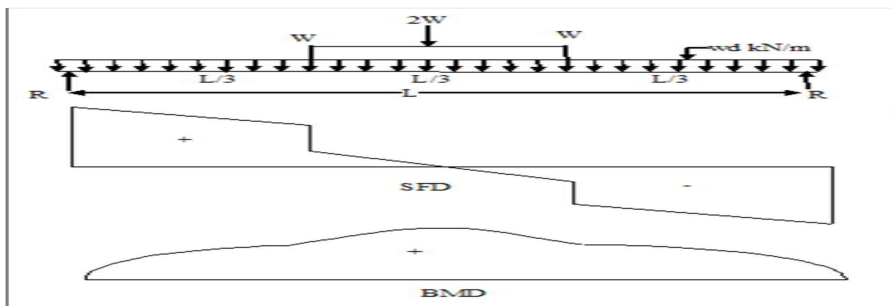 2W
W W
wd kN/m
L/3 L/3 L/3
R L R
+
SFD -
+
BMD